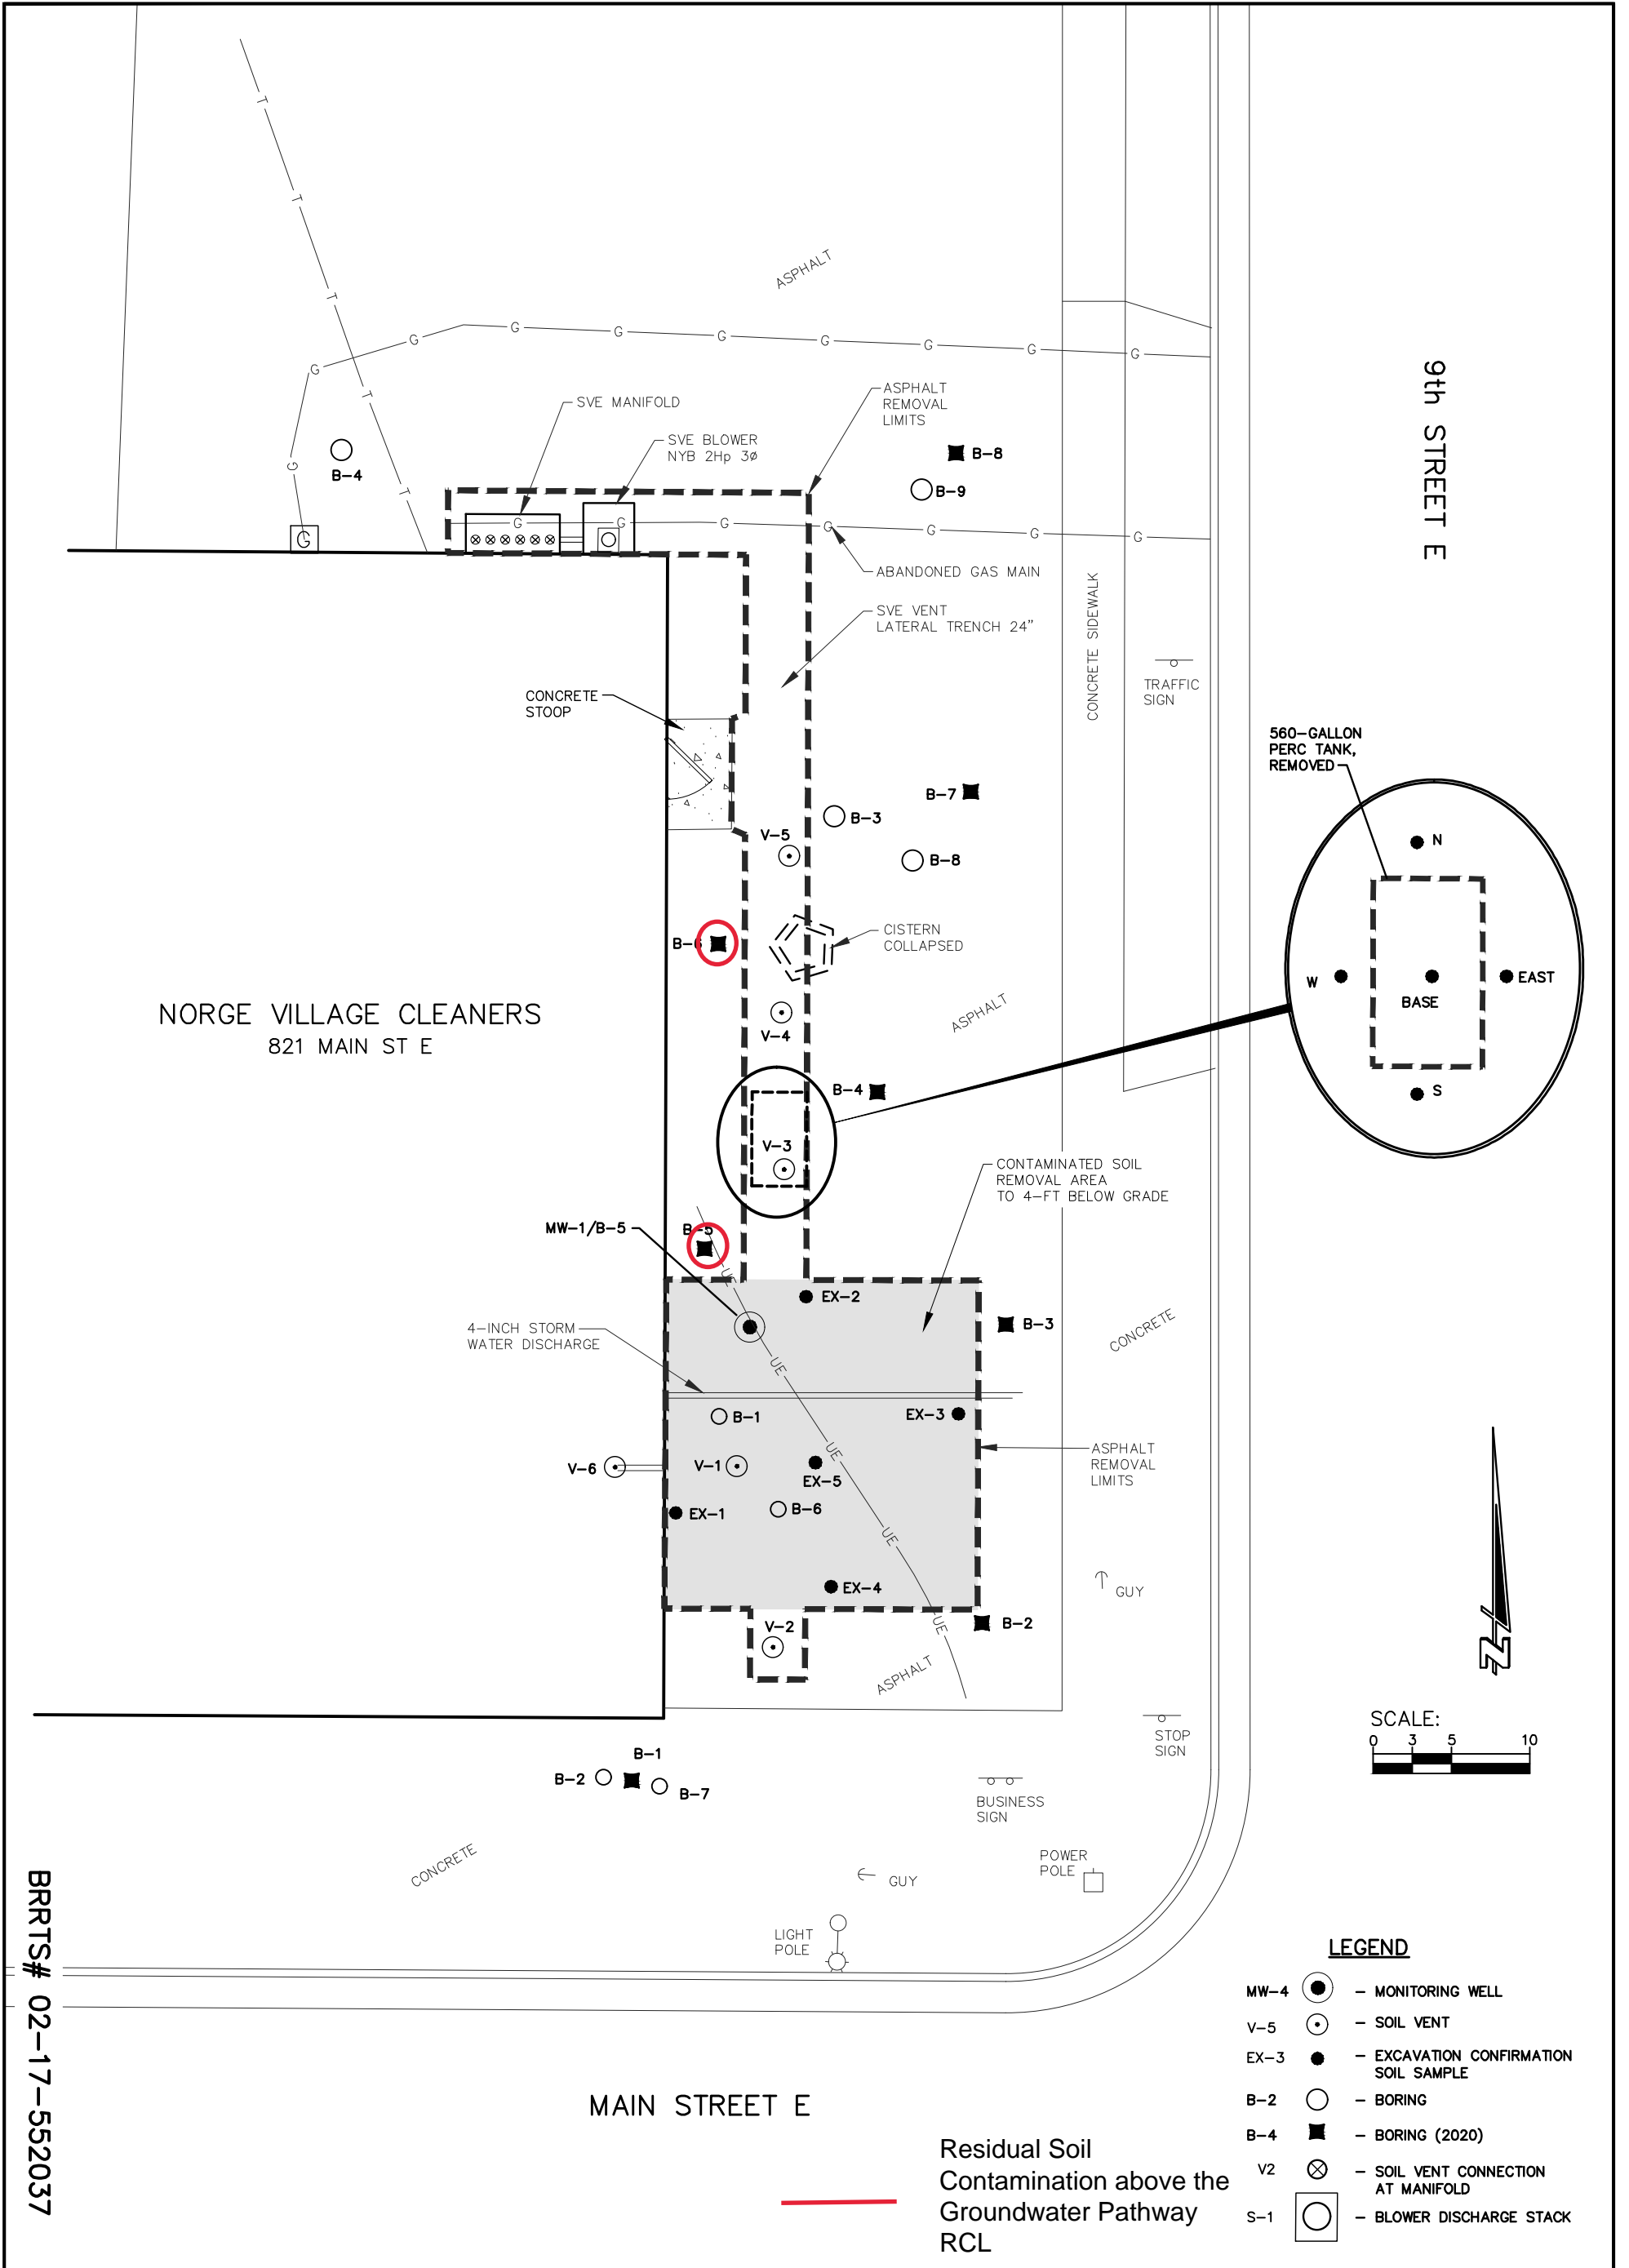 ASPHALT
T
T
T
T
T
G
G
G
G
G
G
G
G
G
G
9th STREET E
SVE MANIFOLD
SVE BLOWER
NYB 2Hp 3ø
ASPHALT
REMOVAL
LIMITS
B-8
B-9
B-4
G
G
G
G
G
G
G
G
ABANDONED GAS MAIN
SVE VENT
LATERAL TRENCH 24"
CONCRETE SIDEWALK
TRAFFIC
SIGN
CONCRETE
STOOP
560-GALLON
PERC TANK,
REMOVED
B-7
B-3
V-5
B-8
N
W
BASE
EAST
S
B-6
CISTERN
COLLAPSED
V-4
ASPHALT
NORGE VILLAGE CLEANERS
821 MAIN ST E
B-4
V-3
CONTAMINATED SOIL
REMOVAL AREA
TO 4-FT BELOW GRADE
MW-1/B-5
B-5
UE
EX-2
B-3
CONCRETE
4-INCH STORM
WATER DISCHARGE
UE
B-1
EX-3
UE
ASPHALT
REMOVAL
LIMITS
V-6
V-1
EX-5
EX-1
B-6
UE
EX-4
GUY
V-2
UE
B-2
ASPHALT
N
SCALE:
0 3 5 10
STOP
SIGN
B-1
B-2
B-7
BUSINESS
SIGN
CONCRETE
GUY
POWER
POLE
LIGHT
POLE
BRRTS# 02-17-552037
MAIN STREET E
LEGEND
MW-4 - MONITORING WELL
V-5 - SOIL VENT
EX-3 - EXCAVATION CONFIRMATION
SOIL SAMPLE
B-2 - BORING
B-4 - BORING (2020)
V2 - SOIL VENT CONNECTION
AT MANIFOLD
S-1 - BLOWER DISCHARGE STACK
Residual Soil
Contamination above the
Groundwater Pathway
RCL